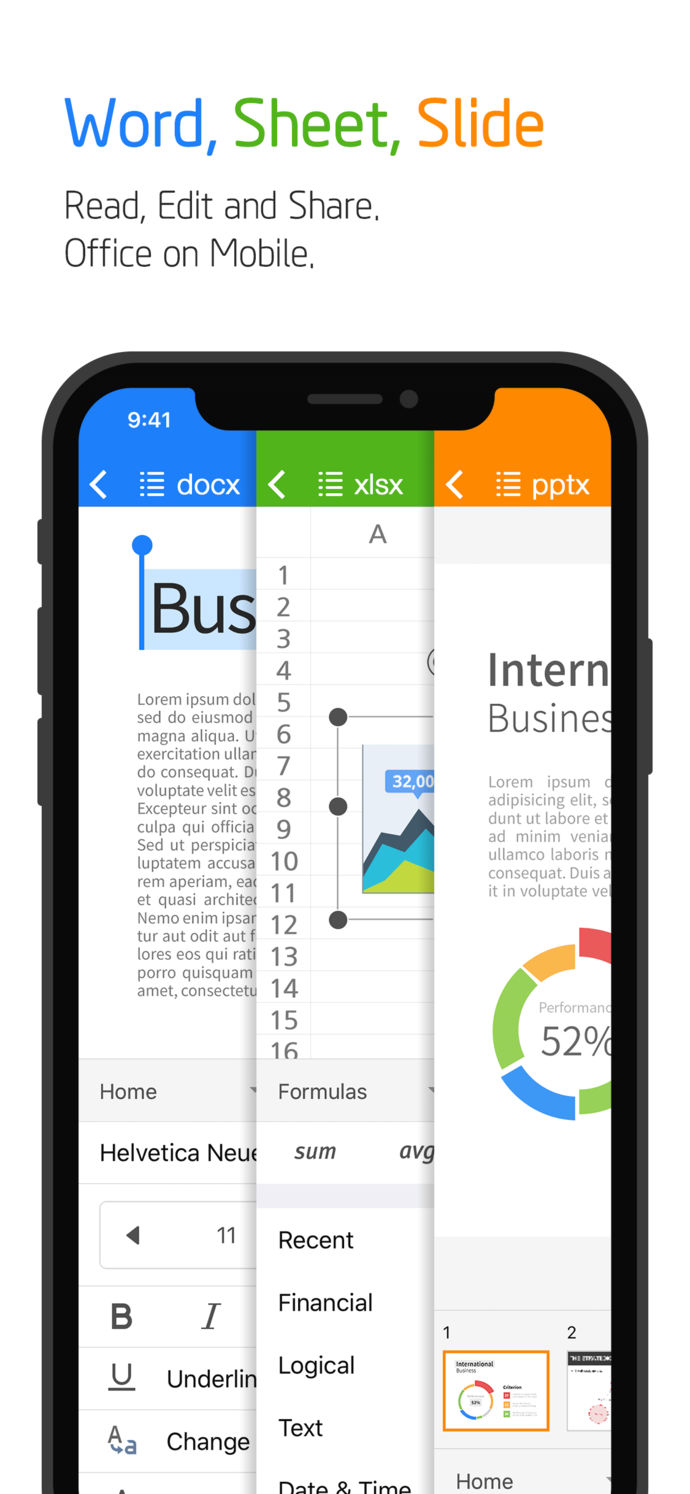 Word, Sheet, Slide
Read, Edit and Share.
Office on Mobile.
9:41
docx
Bus
Lorem ipsum dol
sed do eiusmod
magna aliqua. U
exercitation ullar
do consequat. Du
voluptate velit es
Excepteur sint oc
culpa qui officia
Sed ut perspicia
luptatem accusa
rem aperiam, eac
et quasi architec
Nemo enim ipsar
tur aut odit aut f
lores eos qui rati
porro quisquam
amet, consectetu
Home
Helvetica Neue
11
B I
U Underlin
Aa Change
xlsx
A
1
2
3
4
5
6
7
8
9
10
11
12
13
14
15
16
32,00
Formulas
sum avg
Recent
Financial
Logical
Text
Date & Time
pptx
Intern
Busines
Lorem ipsum d
adipisicing elit, s
dunt ut labore et
ad minim venia
ullamco laboris n
consequat. Duis a
it in voluptate vel
Performanc
52%
1 2
International
Business
Criterion
52%
Home